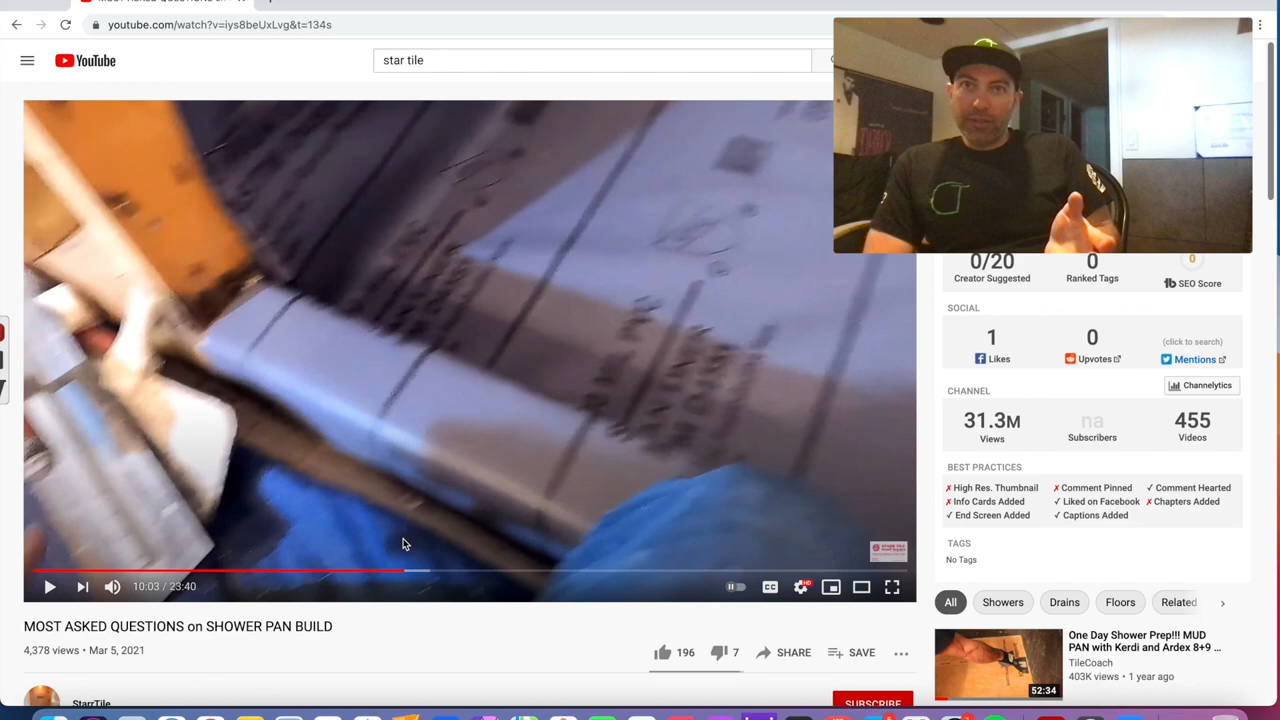 youtube.com/watch?v=iys8beUxLvg&t=134s
YouTube
star tile
0/20
Creator Suggested
0
Ranked Tags
0
tb SEO Score
SOCIAL
1
Likes
0
Upvotes
(click to search)
Mentions
CHANNEL
Channelytics
31.3M
Views
na
Subscribers
455
Videos
BEST PRACTICES
✗ High Res. Thumbnail
✗ Comment Pinned
✓ Comment Hearted
✗ Info Cards Added
✓ Liked on Facebook
✗ Chapters Added
✓ End Screen Added
✓ Captions Added
TAGS
No Tags
10:03 / 23:40
CC
HD
All
Showers
Drains
Floors
Related
MOST ASKED QUESTIONS on SHOWER PAN BUILD
4,378 views • Mar 5, 2021
196
7
SHARE
SAVE
One Day Shower Prep!!! MUD
PAN with Kerdi and Ardex 8+9 ...
TileCoach
403K views • 1 year ago
52:34
StarrTile
SUBSCRIBE